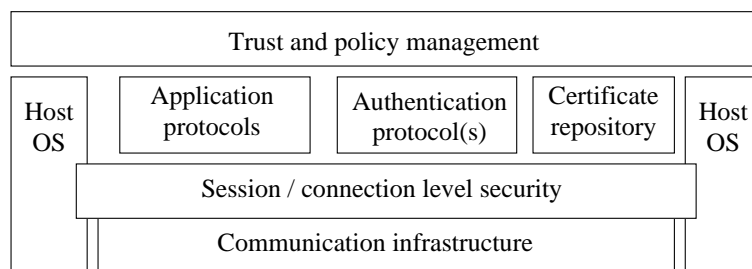 Trust and policy management
Host
OS
Application
protocols
Authentication
protocol(s)
Certificate
repository
Host
OS
Session / connection level security
Communication infrastructure